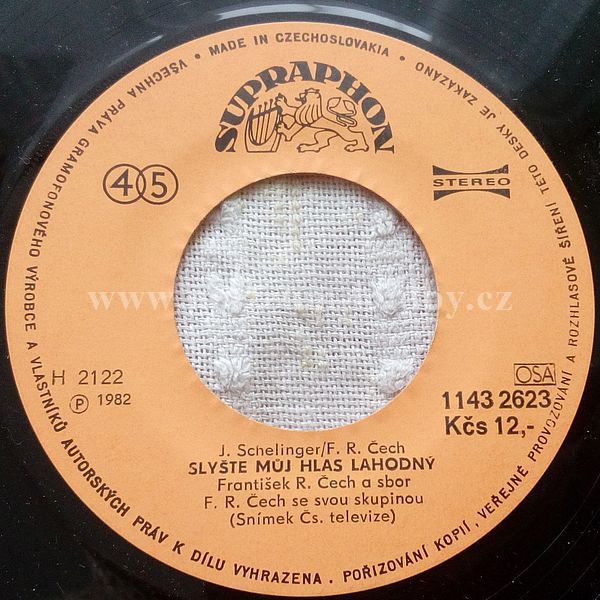 VŠECHNA PRÁVA GRAMOFONOVÉHO VÝROBCE A VLASTNÍKŮ AUTORSKÝCH PRÁV K DÍLU VYHRAZENA. POŘIZOVÁNÍ KOPIÍ, VEŘEJNÉ PROVOZOVÁNÍ A ROZHLASOVÉ ŠÍŘENÍ TÉTO DESKY JE ZAKÁZÁNO • MADE IN CZECHOSLOVAKIA •
SUPRAPHON
45
STEREO
www. .cz
H 2122
Ⓟ 1982
OSA
1143 2623
Kčs 12,-
J. Schelinger/F. R. Čech
SLYŠTE MŮJ HLAS LAHODNÝ
František R. Čech a sbor
F. R. Čech se svou skupinou
(Snímek Čs. televize)